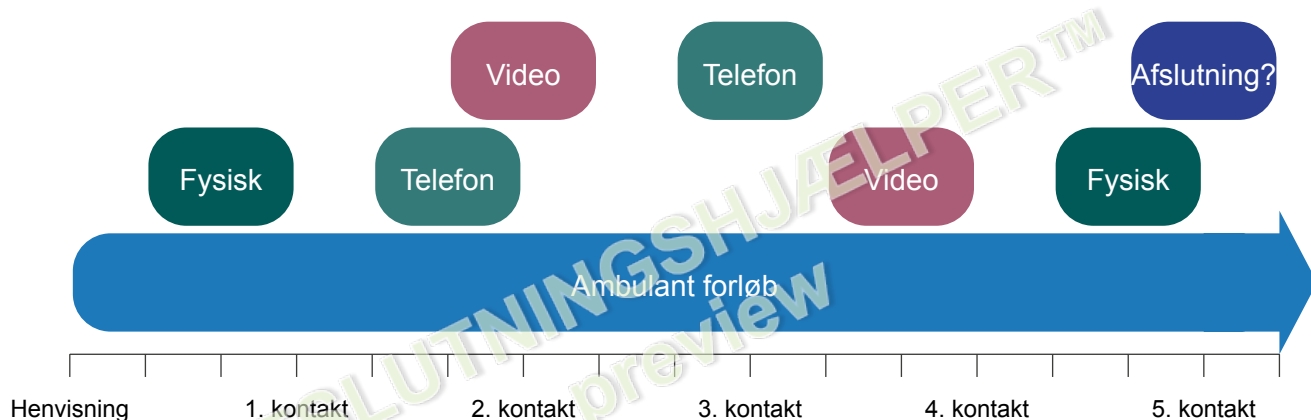 Video
Telefon
Afslutning?
Fysisk
Telefon
Video
Fysisk
Ambulant forløb
Henvisning
1. kontakt
2. kontakt
3. kontakt
4. kontakt
5. kontakt
SLUTNINGSHJÆLPER™
preview